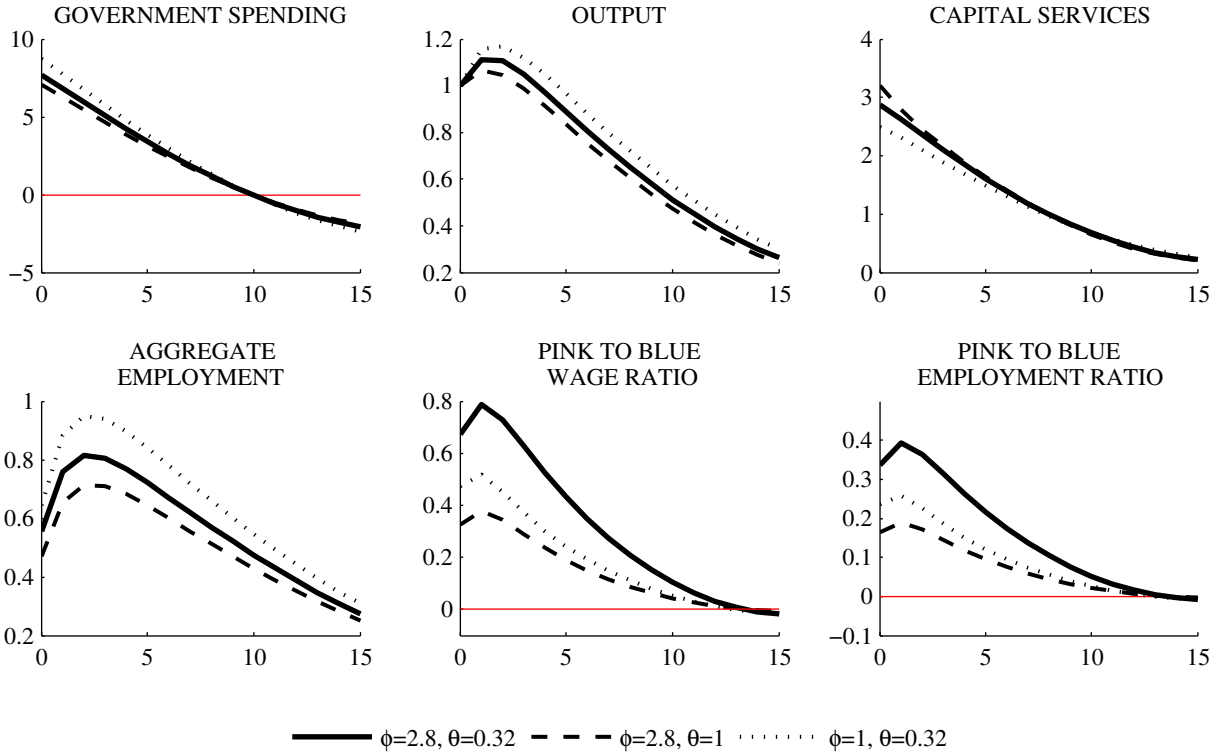 GOVERNMENT SPENDING
10
5
0
−5
0 5 10 15
OUTPUT
1.2
1
0.8
0.6
0.4
0.2
0 5 10 15
CAPITAL SERVICES
4
3
2
1
0
0 5 10 15
AGGREGATE
EMPLOYMENT
1
0.8
0.6
0.4
0.2
0 5 10 15
PINK TO BLUE
WAGE RATIO
0.8
0.6
0.4
0.2
0
0 5 10 15
PINK TO BLUE
EMPLOYMENT RATIO
0.4
0.3
0.2
0.1
0
−0.1
0 5 10 15
ϕ=2.8, θ=0.32 ϕ=2.8, θ=1 ϕ=1, θ=0.32